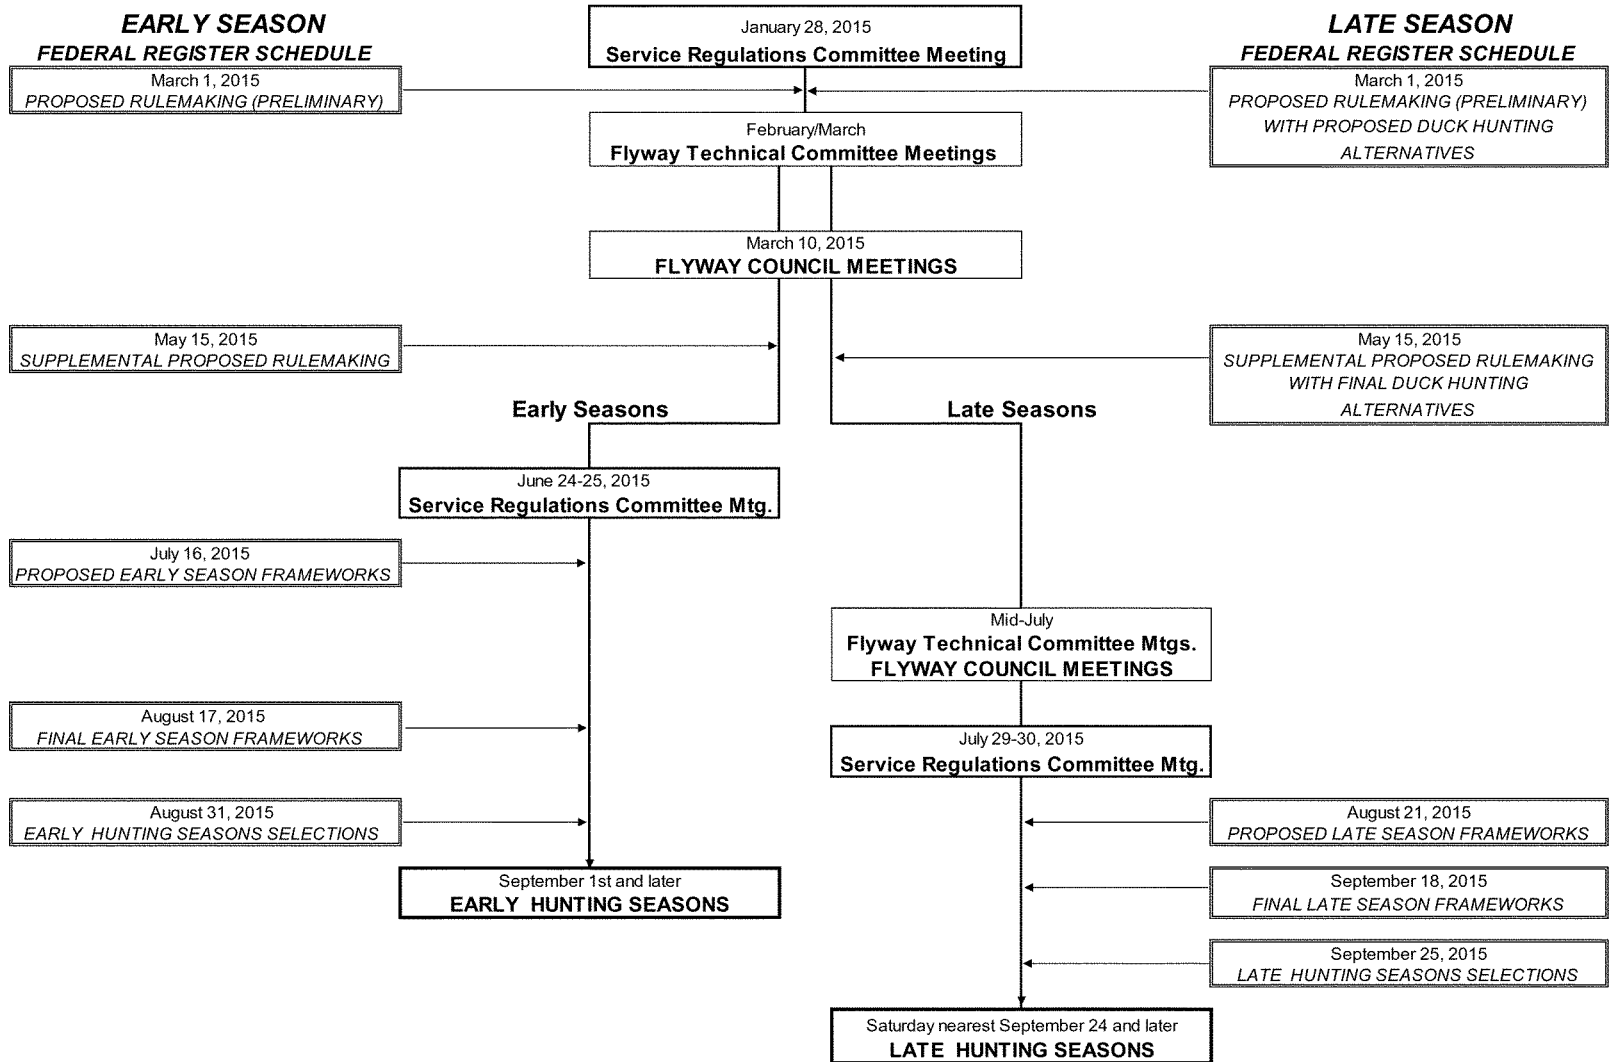 EARLY SEASON
FEDERAL REGISTER SCHEDULE
March 1, 2015
PROPOSED RULEMAKING (PRELIMINARY)
January 28, 2015
Service Regulations Committee Meeting
LATE SEASON
FEDERAL REGISTER SCHEDULE
March 1, 2015
PROPOSED RULEMAKING (PRELIMINARY)
WITH PROPOSED DUCK HUNTING
ALTERNATIVES
February/March
Flyway Technical Committee Meetings
March 10, 2015
FLYWAY COUNCIL MEETINGS
May 15, 2015
SUPPLEMENTAL PROPOSED RULEMAKING
May 15, 2015
SUPPLEMENTAL PROPOSED RULEMAKING
WITH FINAL DUCK HUNTING
ALTERNATIVES
Early Seasons
Late Seasons
June 24-25, 2015
Service Regulations Committee Mtg.
July 16, 2015
PROPOSED EARLY SEASON FRAMEWORKS
Mid-July
Flyway Technical Committee Mtgs.
FLYWAY COUNCIL MEETINGS
August 17, 2015
FINAL EARLY SEASON FRAMEWORKS
July 29-30, 2015
Service Regulations Committee Mtg.
August 31, 2015
EARLY HUNTING SEASONS SELECTIONS
August 21, 2015
PROPOSED LATE SEASON FRAMEWORKS
September 1st and later
EARLY HUNTING SEASONS
September 18, 2015
FINAL LATE SEASON FRAMEWORKS
September 25, 2015
LATE HUNTING SEASONS SELECTIONS
Saturday nearest September 24 and later
LATE HUNTING SEASONS